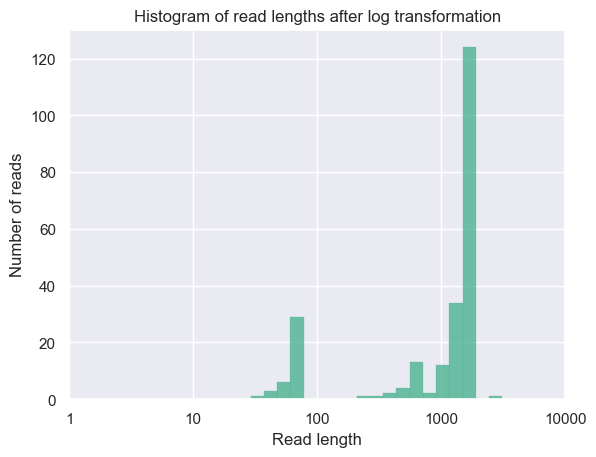 Histogram of read lengths after log transformation
Number of reads
120
100
80
60
40
20
0
1 10 100 1000 10000
Read length